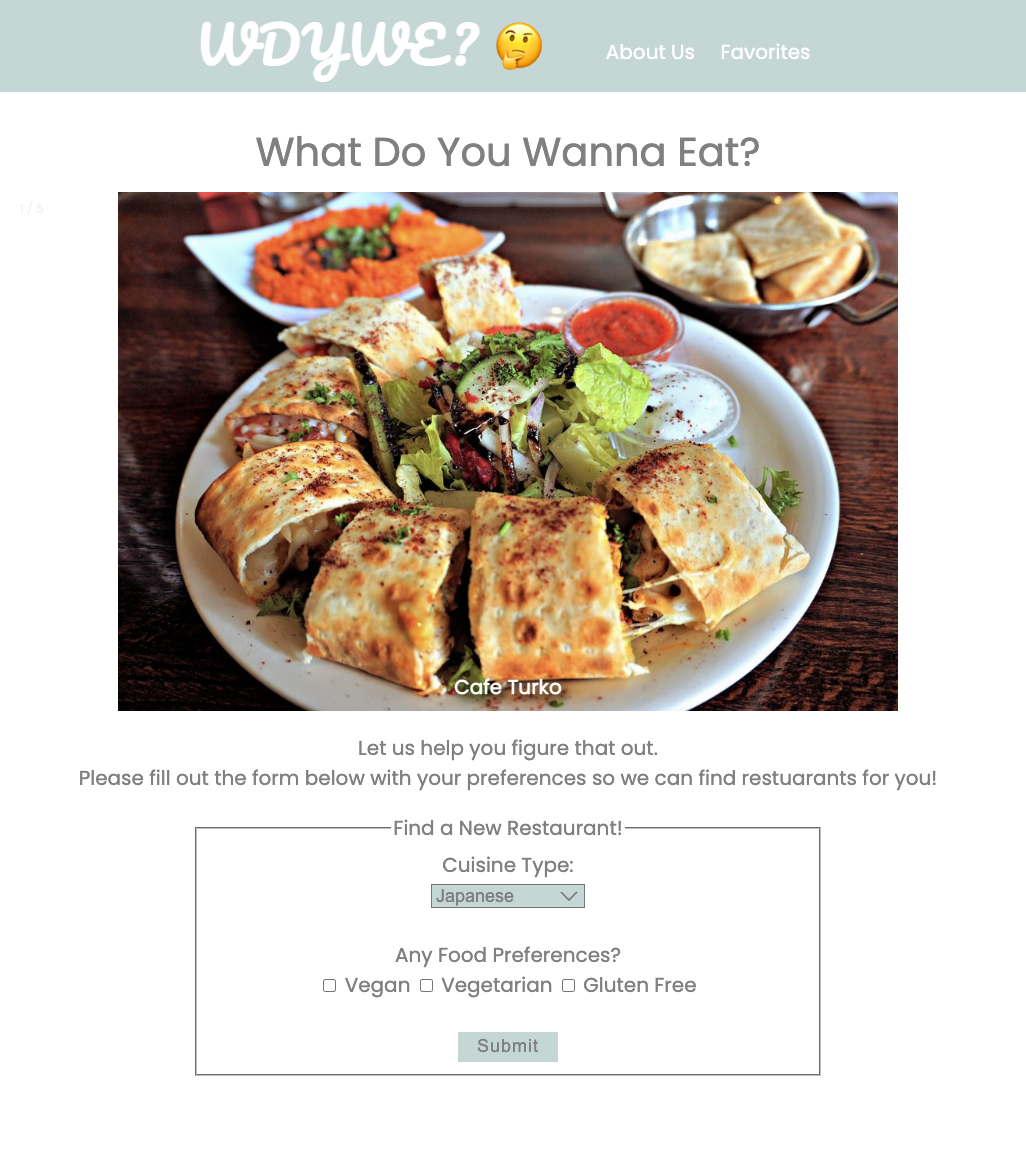 WDYWE? 🤔
About Us Favorites
What Do You Wanna Eat?
1 / 5
Cafe Turko
Let us help you figure that out.
Please fill out the form below with your preferences so we can find restuarants for you!
Find a New Restaurant!
Cuisine Type:
Japanese
Any Food Preferences?
Vegan Vegetarian Gluten Free
Submit